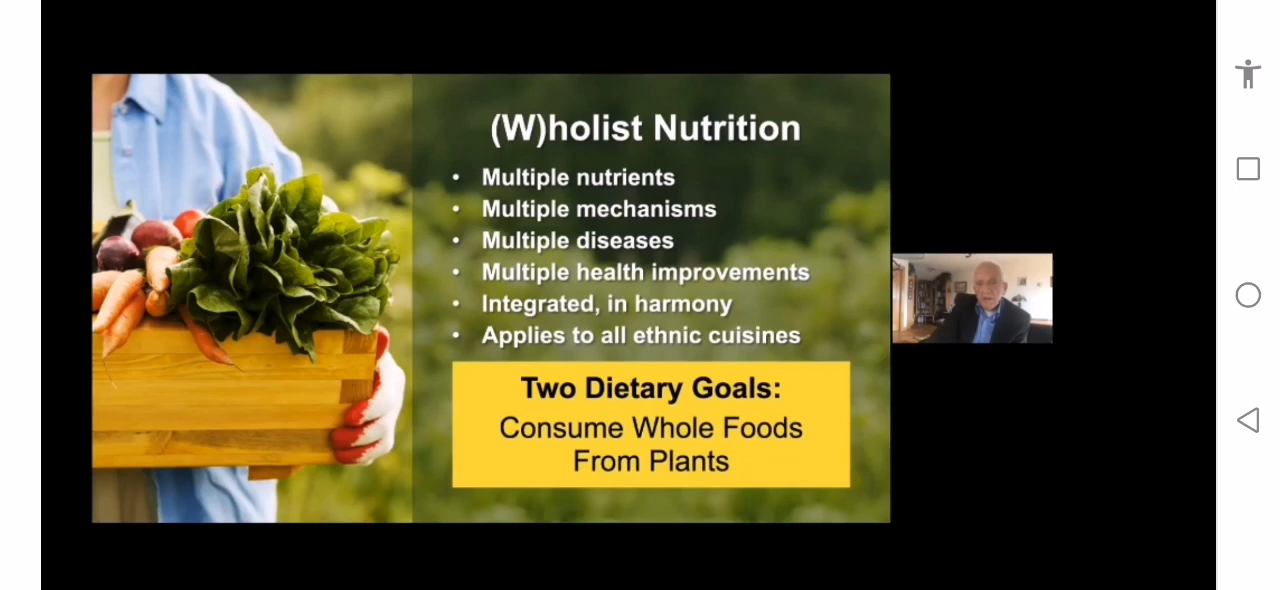 (W)holist Nutrition
• Multiple nutrients
• Multiple mechanisms
• Multiple diseases
• Multiple health improvements
• Integrated, in harmony
• Applies to all ethnic cuisines
Two Dietary Goals:
Consume Whole Foods
From Plants